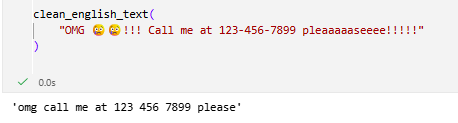 clean_english_text(
"OMG 😳😳!!! Call me at 123-456-7899 pleaaaaaseeee!!!!!"
)
0.0s
'omg call me at 123 456 7899 please'